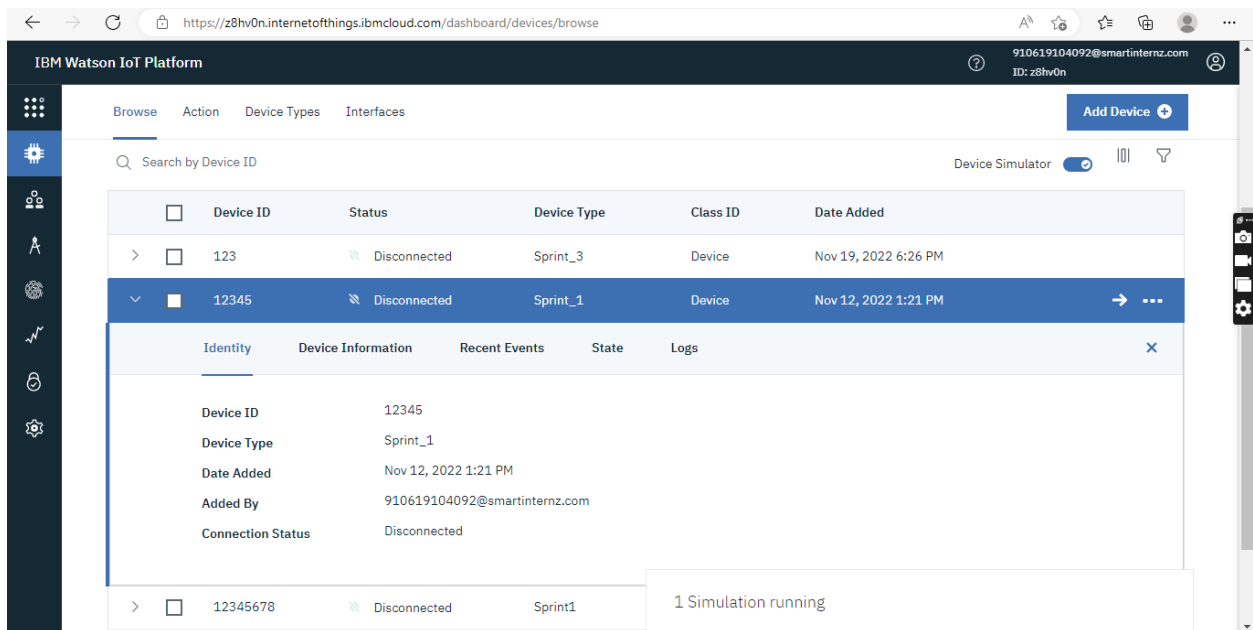 https://z8hv0n.internetofthings.ibmcloud.com/dashboard/devices/browse
IBM Watson IoT Platform
910619104092@smartinternz.com
ID: z8hv0n
Browse Action Device Types Interfaces Add Device
Search by Device ID Device Simulator
Device ID Status Device Type Class ID Date Added
123 Disconnected Sprint_3 Device Nov 19, 2022 6:26 PM
12345 Disconnected Sprint_1 Device Nov 12, 2022 1:21 PM
Identity Device Information Recent Events State Logs
Device ID 12345
Device Type Sprint_1
Date Added Nov 12, 2022 1:21 PM
Added By 910619104092@smartinternz.com
Connection Status Disconnected
12345678 Disconnected Sprint1
1 Simulation running